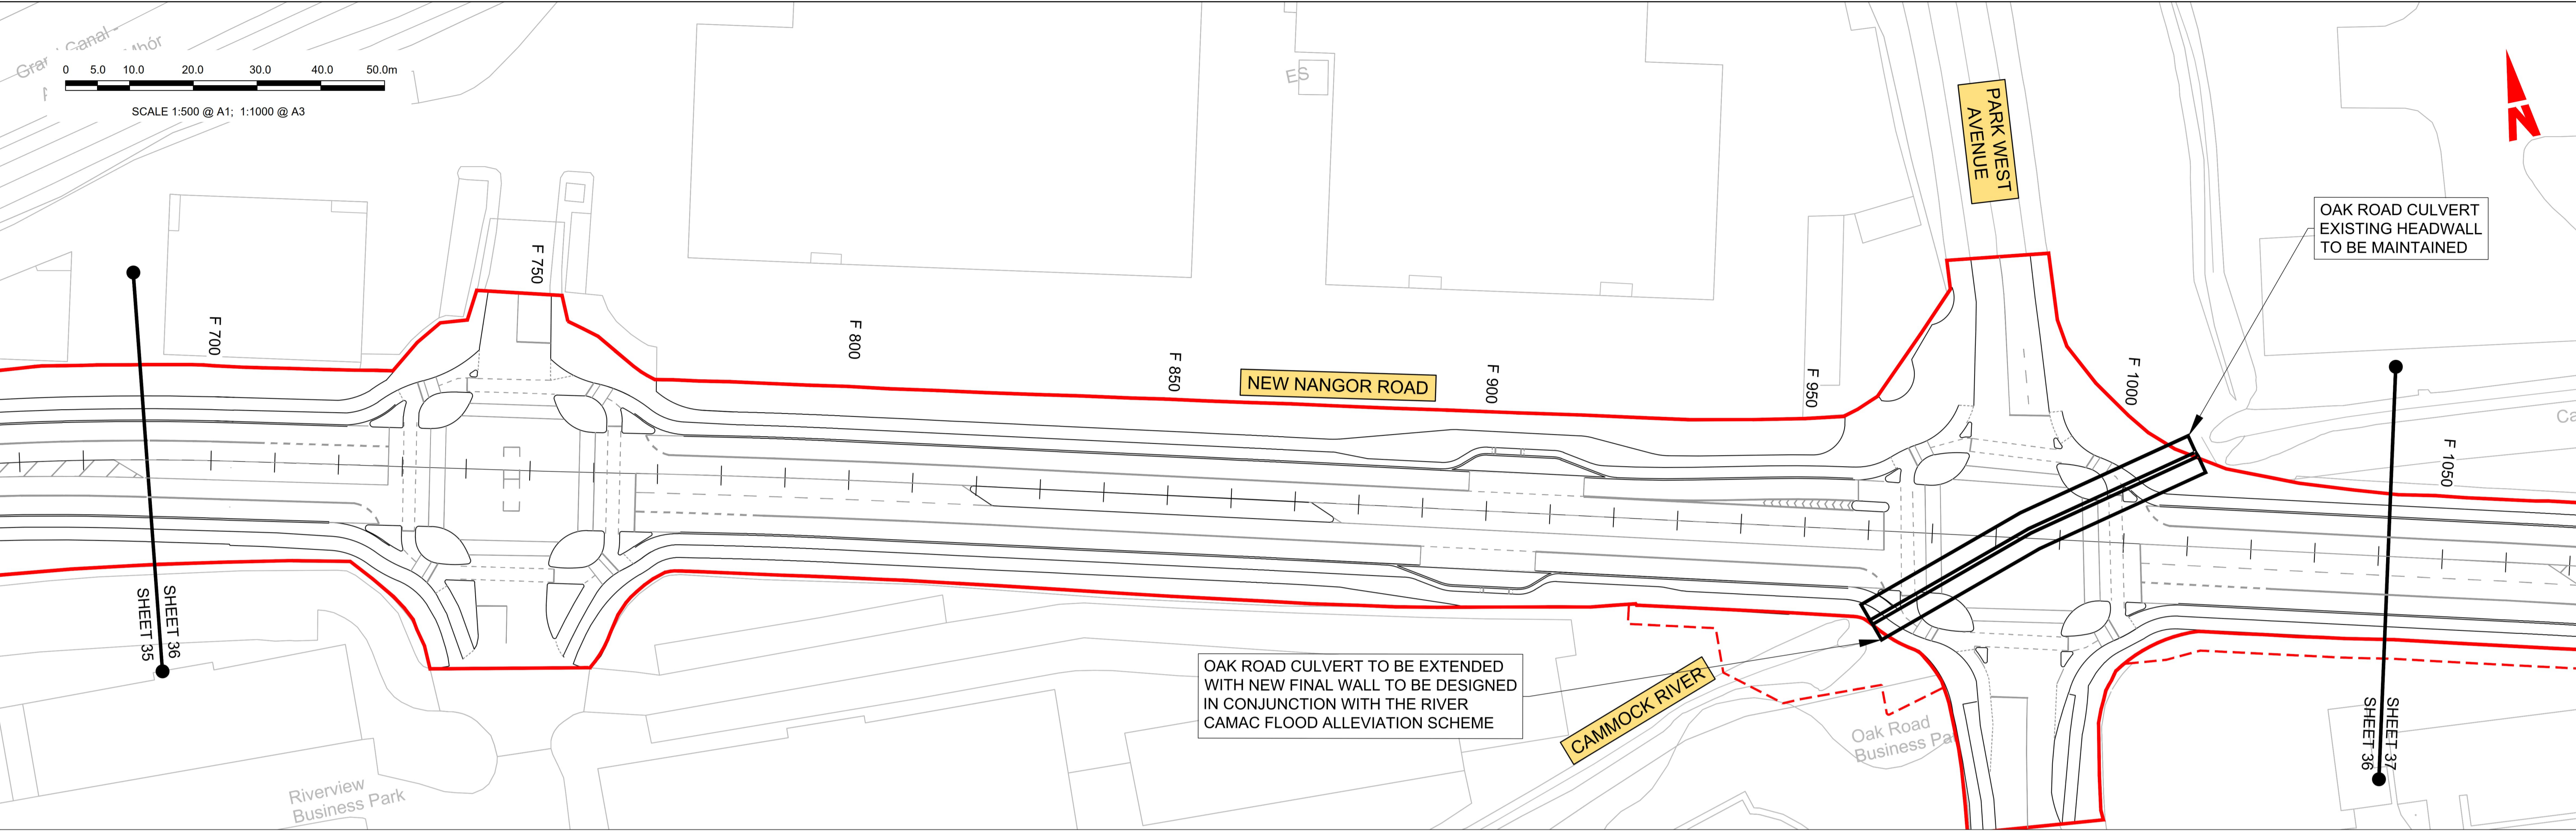 Canal -
Mhór
0 5.0 10.0 20.0 30.0 40.0 50.0m
SCALE 1:500 @ A1; 1:1000 @ A3
ES
PARK WEST
AVENUE
N
OAK ROAD CULVERT
EXISTING HEADWALL
TO BE MAINTAINED
F 700
F 750
F 800
F 850
NEW NANGOR ROAD
F 900
F 950
F 1000
F 1050
SHEET 36
SHEET 35
OAK ROAD CULVERT TO BE EXTENDED
WITH NEW FINAL WALL TO BE DESIGNED
IN CONJUNCTION WITH THE RIVER
CAMAC FLOOD ALLEVIATION SCHEME
CAMMOCK RIVER
Oak Road
Business
SHEET 37
SHEET 36
Riverview
Business Park